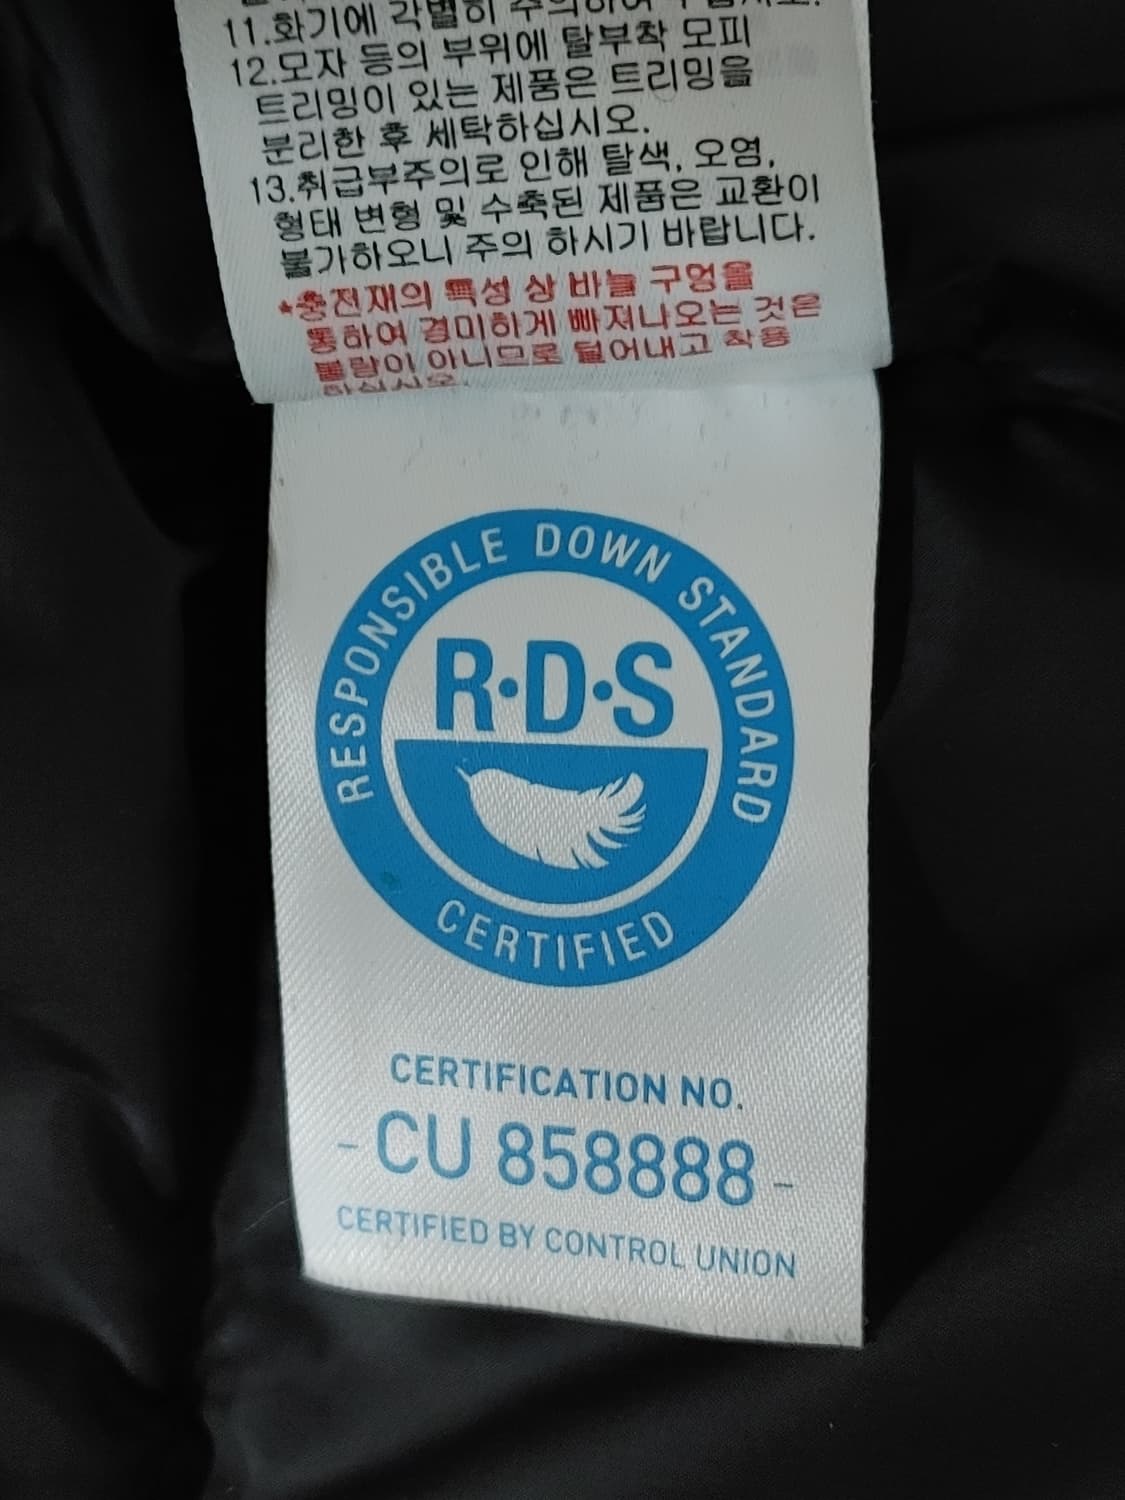 11.화기에 각별히 주의하여
12.모자 등의 부위에 탈부착 모피
트리밍이 있는 제품은 트리밍을
분리한 후 세탁하십시오.
13.취급부주의로 인해 탈색, 오염,
형태 변형 및 수축된 제품은 교환이
불가하오니 주의 하시기 바랍니다.
*충전재의 특성 상 바늘 구멍을
통하여 경미하게 빠져나오는 것은
불량이 아니므로 털어내고 착용
하십시오.
RESPONSIBLE DOWN STANDARD
R·D·S
CERTIFIED
CERTIFICATION NO.
- CU 858888 -
CERTIFIED BY CONTROL UNION